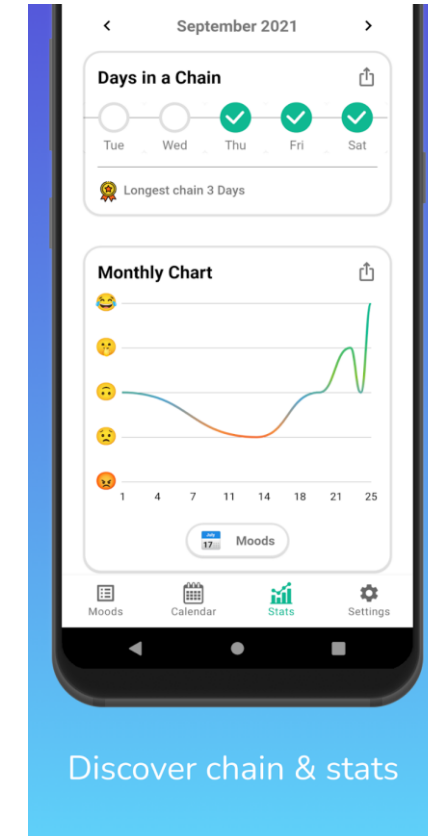 September 2021
Days in a Chain
Tue Wed Thu Fri Sat
Longest chain 3 Days
Monthly Chart
1 4 7 11 14 18 21 25
July
17
Moods
Moods Calendar Stats Settings
Discover chain & stats